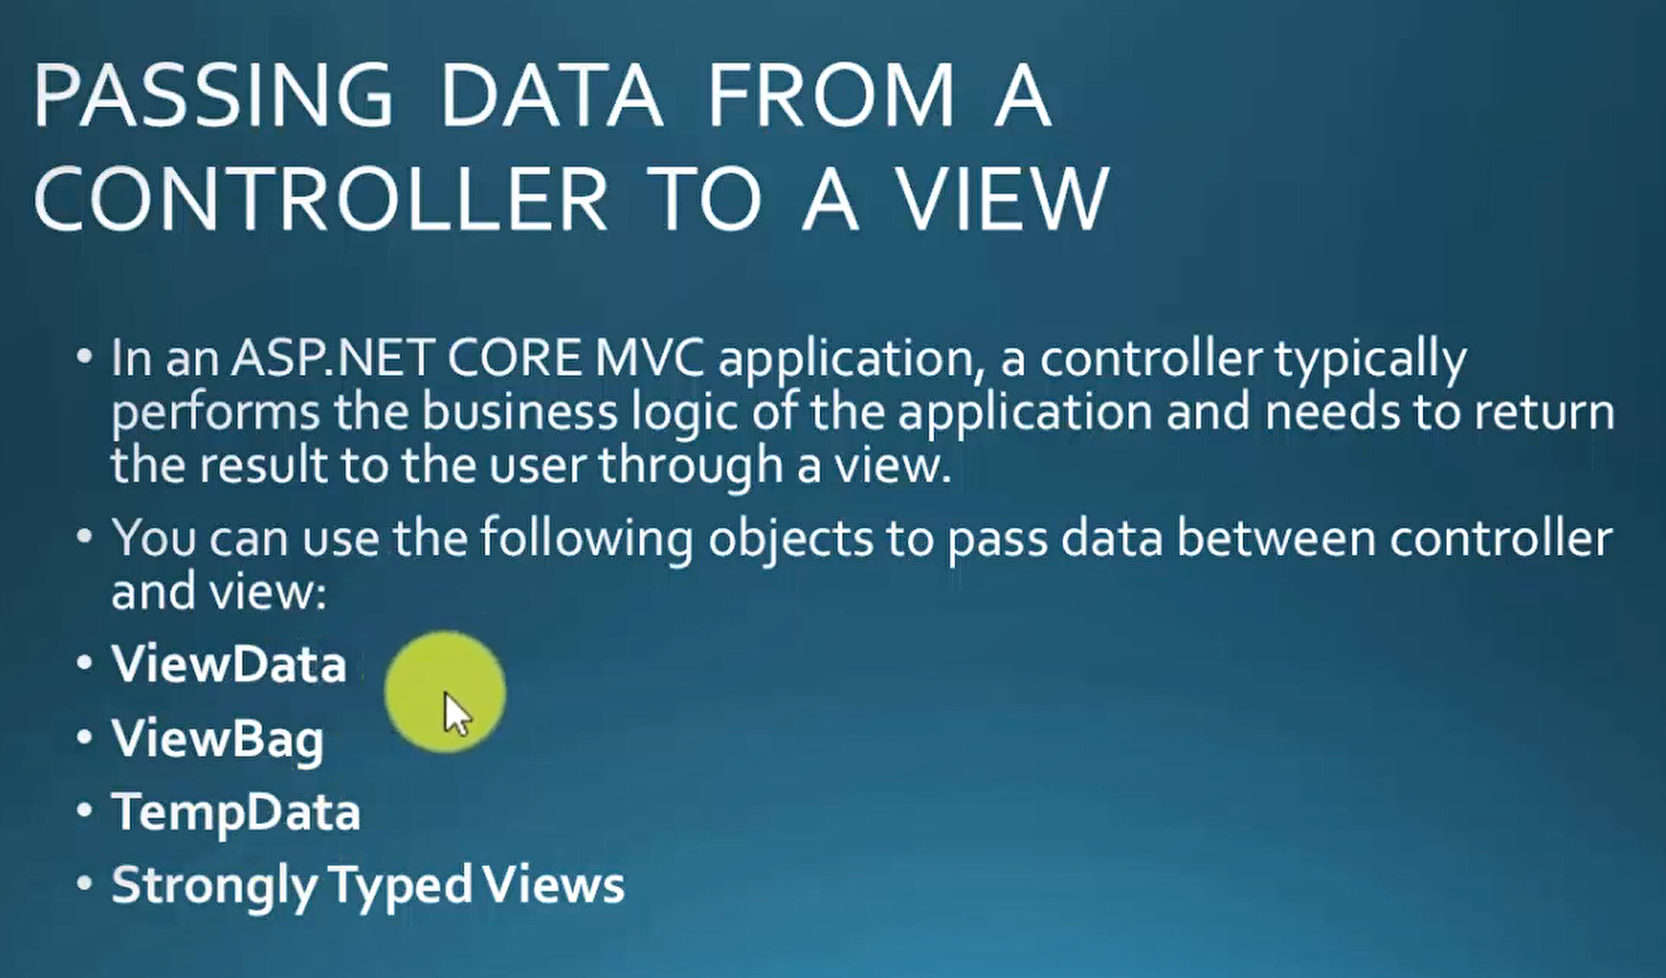 PASSING DATA FROM A
CONTROLLER TO A VIEW
• In an ASP.NET CORE MVC application, a controller typically
performs the business logic of the application and needs to return
the result to the user through a view.
• You can use the following objects to pass data between controller
and view:
• ViewData
• ViewBag
• TempData
• Strongly Typed Views